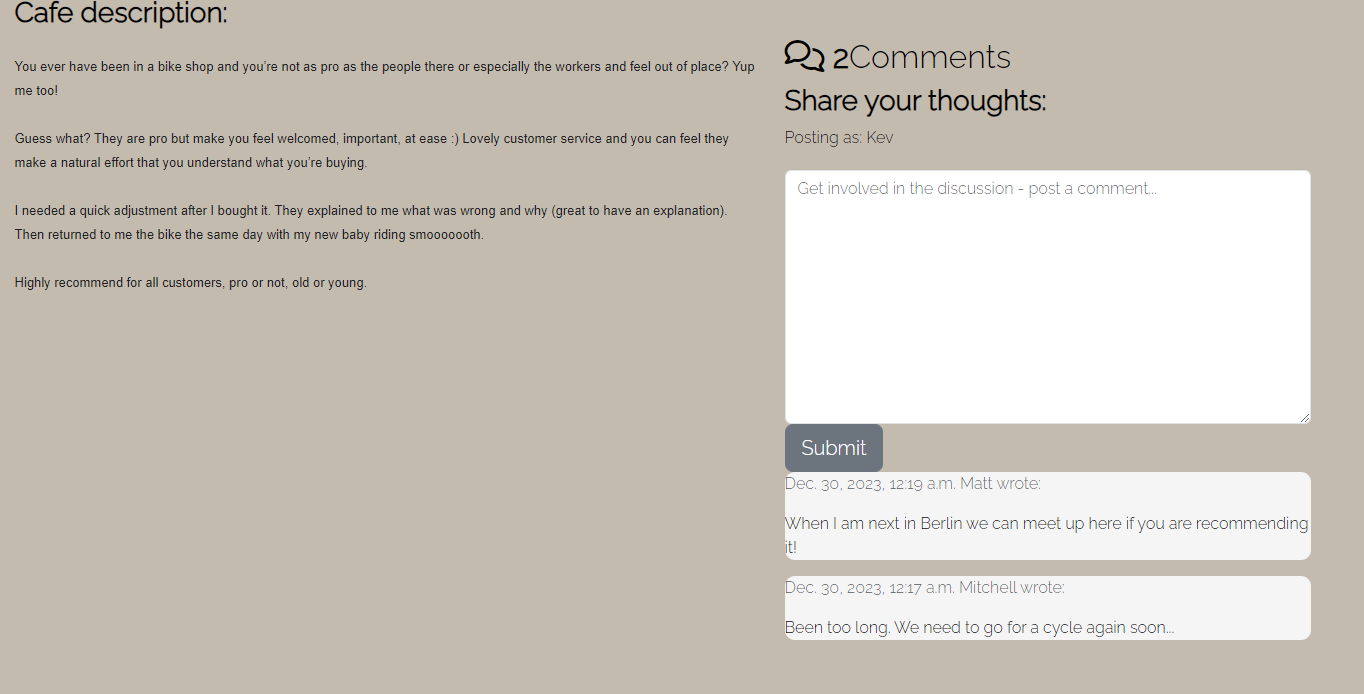 Cafe description:
You ever have been in a bike shop and you're not as pro as the people there or especially the workers and feel out of place? Yup
me too!
Guess what? They are pro but make you feel welcomed, important, at ease :) Lovely customer service and you can feel they
make a natural effort that you understand what you're buying.
I needed a quick adjustment after I bought it. They explained to me what was wrong and why (great to have an explanation).
Then returned to me the bike the same day with my new baby riding smooooooth.
Highly recommend for all customers, pro or not, old or young.
2Comments
Share your thoughts:
Posting as: Kev
Get involved in the discussion - post a comment...
Submit
Dec. 30, 2023, 12:19 a.m. Matt wrote:
When I am next in Berlin we can meet up here if you are recommending
it!
Dec. 30, 2023, 12:17 a.m. Mitchell wrote:
Been too long. We need to go for a cycle again soon...